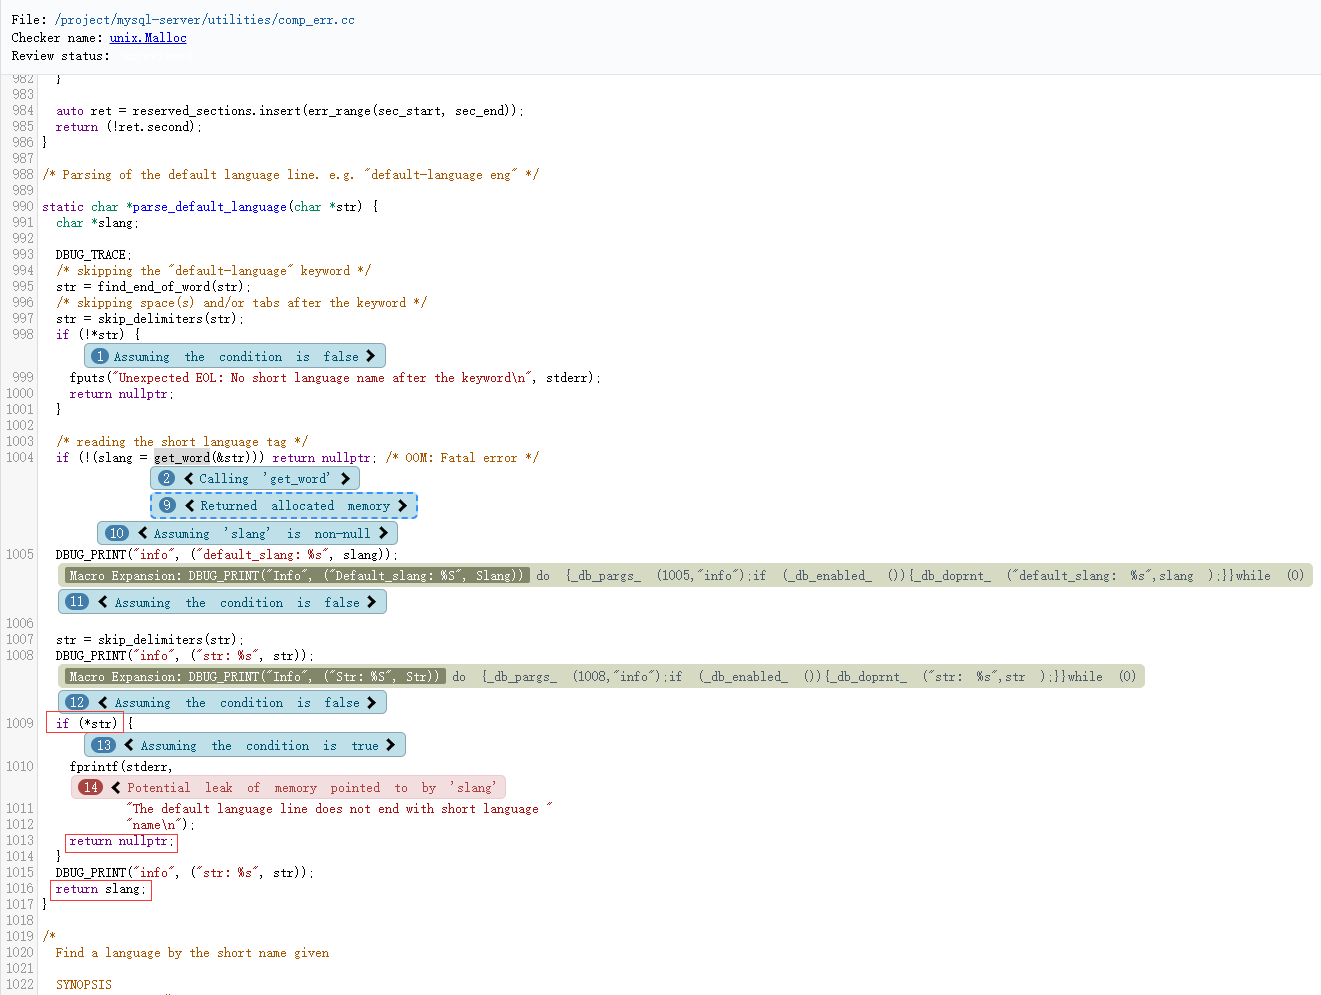 File: /project/mysql-server/utilities/comp_err.cc
Checker name: unix.Malloc
Review status:
982 }
983
984 auto ret = reserved_sections.insert(err_range(sec_start, sec_end));
985 return (!ret.second);
986 }
987
988 /* Parsing of the default language line. e.g. "default-language eng" */
989
990 static char *parse_default_language(char *str) {
991 char *slang;
992
993 DBUG_TRACE;
994 /* skipping the "default-language" keyword */
995 str = find_end_of_word(str);
996 /* skipping space(s) and/or tabs after the keyword */
997 str = skip_delimiters(str);
998 if (!*str) {
1 Assuming the condition is false >
999 fputs("Unexpected EOL: No short language name after the keyword\n", stderr);
1000 return nullptr;
1001 }
1002
1003 /* reading the short language tag */
1004 if (!(slang = get_word(&str))) return nullptr; /* OOM: Fatal error */
2 < Calling 'get_word' >
9 < Returned allocated memory >
10 < Assuming 'slang' is non-null >
1005 DBUG_PRINT("info", ("default_slang: %s", slang));
Macro Expansion: DBUG_PRINT("Info", ("Default_slang: %S", Slang)) do {_db_pargs_ (1005,"info");if (_db_enabled_ ()){_db_doprnt_ ("default_slang: %s",slang );}}while (0)
11 < Assuming the condition is false >
1006
1007 str = skip_delimiters(str);
1008 DBUG_PRINT("info", ("str: %s", str));
Macro Expansion: DBUG_PRINT("Info", ("Str: %S", Str)) do {_db_pargs_ (1008,"info");if (_db_enabled_ ()){_db_doprnt_ ("str: %s",str );}}while (0)
12 < Assuming the condition is false >
1009 if (*str) {
13 < Assuming the condition is true >
1010 fprintf(stderr,
14 < Potential leak of memory pointed to by 'slang'
1011 "The default language line does not end with short language "
1012 "name\n");
1013 return nullptr;
1014 }
1015 DBUG_PRINT("info", ("str: %s", str));
1016 return slang;
1017 }
1018
1019 /*
1020 Find a language by the short name given
1021
1022 SYNOPSIS